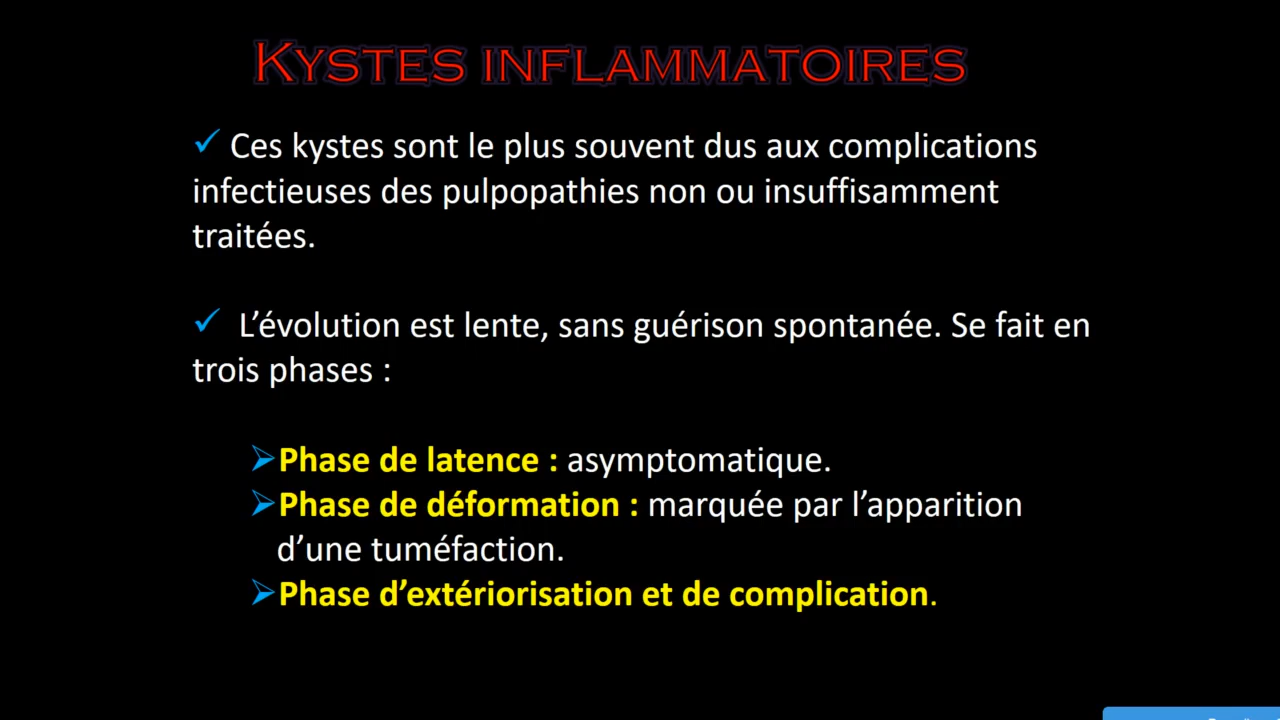 Kystes inflammatoires
✓ Ces kystes sont le plus souvent dus aux complications
infectieuses des pulpopathies non ou insuffisamment
traitées.
✓ L’évolution est lente, sans guérison spontanée. Se fait en
trois phases :
➢Phase de latence : asymptomatique.
➢Phase de déformation : marquée par l’apparition
d’une tuméfaction.
➢Phase d’extériorisation et de complication.